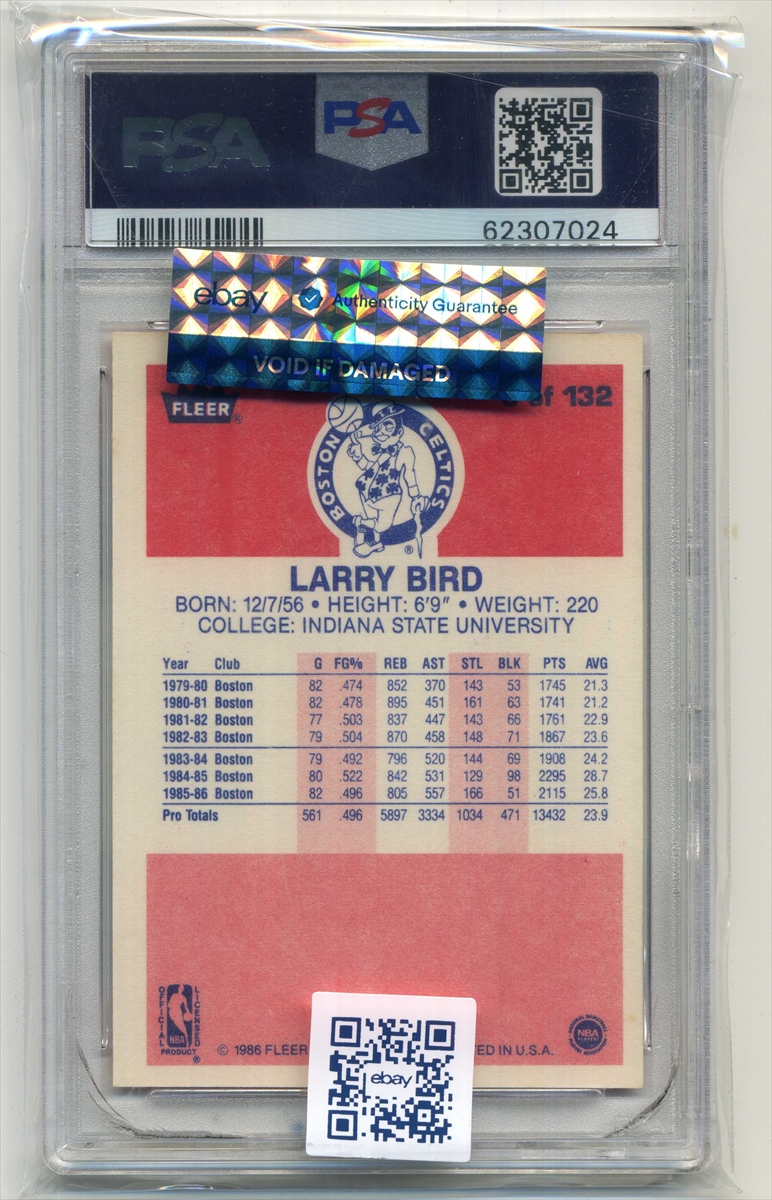 PSA PSA
62307024
ebay Authenticity Guarantee
VOID IF DAMAGED
FLEER ® of 132
BOSTON CELTICS
®
LARRY BIRD
BORN: 12/7/56 • HEIGHT: 6'9" • WEIGHT: 220
COLLEGE: INDIANA STATE UNIVERSITY
Year Club G FG% REB AST STL BLK PTS AVG
1979-80 Boston 82 .474 852 370 143 53 1745 21.3
1980-81 Boston 82 .478 895 451 161 63 1741 21.2
1981-82 Boston 77 .503 837 447 143 66 1761 22.9
1982-83 Boston 79 .504 870 458 148 71 1867 23.6
1983-84 Boston 79 .492 796 520 144 69 1908 24.2
1984-85 Boston 80 .522 842 531 129 98 2295 28.7
1985-86 Boston 82 .496 805 557 166 51 2115 25.8
Pro Totals 561 .496 5897 3334 1034 471 13432 23.9
OFFICIAL LICENSED
NBA
PRODUCT ®
NBA
PLAYERS
© 1986 FLEER TED IN U.S.A.
ebay